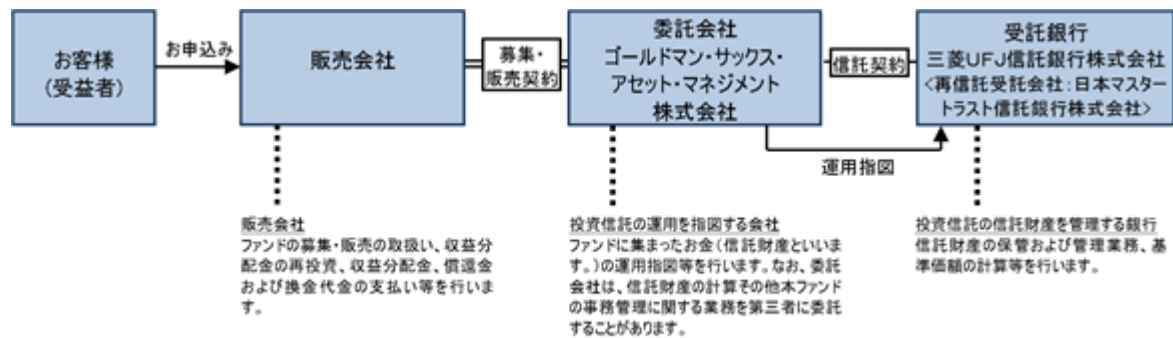 お客様
(受益者)
お申込み
販売会社
募集・
販売契約
委託会社
ゴールドマン・サックス・
アセット・マネジメント
株式会社
信託契約
受託銀行
三菱UFJ信託銀行株式会社
<再信託受託会社:日本マスター
トラスト信託銀行株式会社>
運用指図
販売会社
ファンドの募集・販売の取扱い、収益分
配金の再投資、収益分配金、償還金
および換金代金の支払い等を行いま
す。
投資信託の運用を指図する会社
ファンドに集まったお金(信託財産といいま
す。)の運用指図等を行います。なお、委託
会社は、信託財産の計算その他本ファンド
の事務管理に関する業務を第三者に委託
することがあります。
投資信託の信託財産を管理する銀行
信託財産の保管および管理業務、基
準価額の計算等を行います。